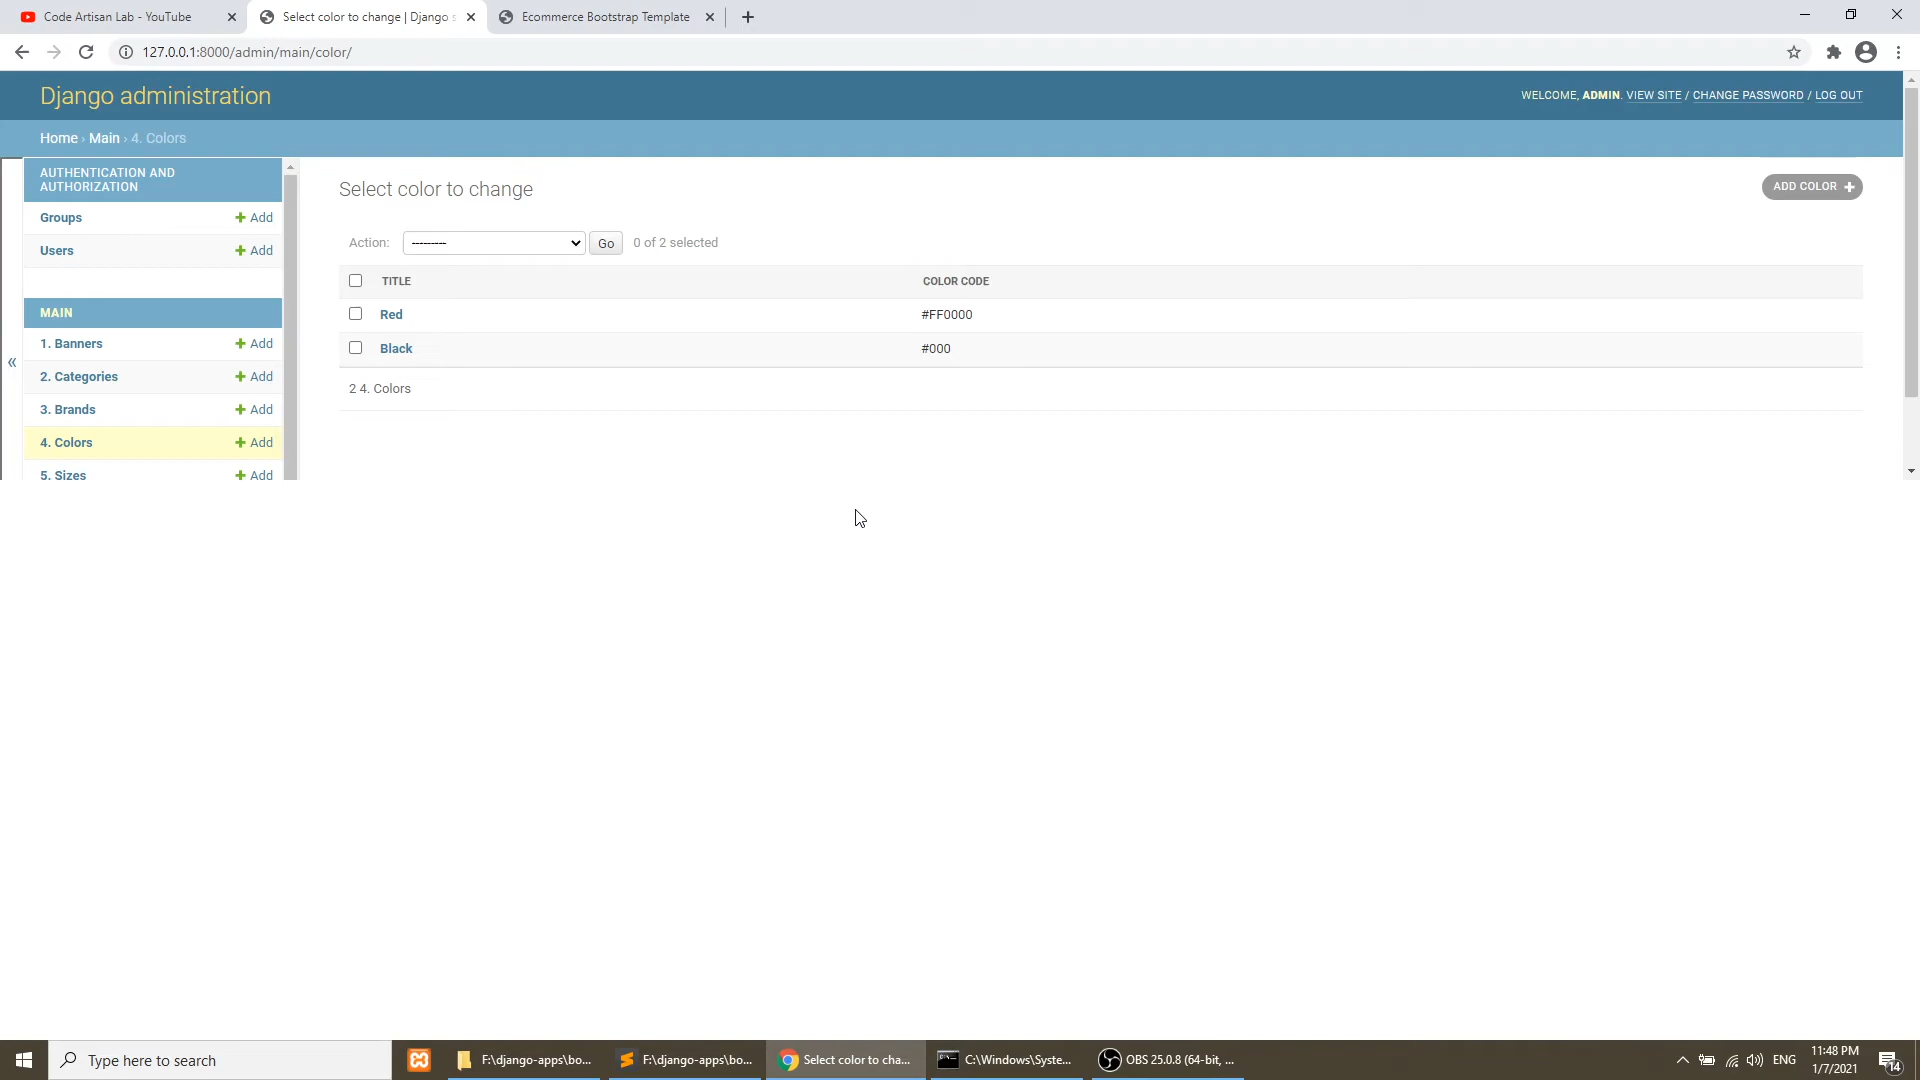 Code Artisan Lab - YouTube
Select color to change | Django s
Ecommerce Bootstrap Template
127.0.0.1:8000/admin/main/color/
Django administration
WELCOME, ADMIN. VIEW SITE / CHANGE PASSWORD / LOG OUT
Home › Main › 4. Colors
AUTHENTICATION AND
AUTHORIZATION
Groups
Add
Users
Add
MAIN
1. Banners
Add
2. Categories
Add
3. Brands
Add
4. Colors
Add
5. Sizes
Add
«
Select color to change
ADD COLOR
Action:
---------
Go
0 of 2 selected
TITLE
COLOR CODE
Red
#FF0000
Black
#000
2 4. Colors
Type here to search
F:\django-apps\bo...
F:\django-apps\bo...
Select color to cha...
C:\Windows\Syste...
OBS 25.0.8 (64-bit, ...
ENG
11:48 PM
1/7/2021
14